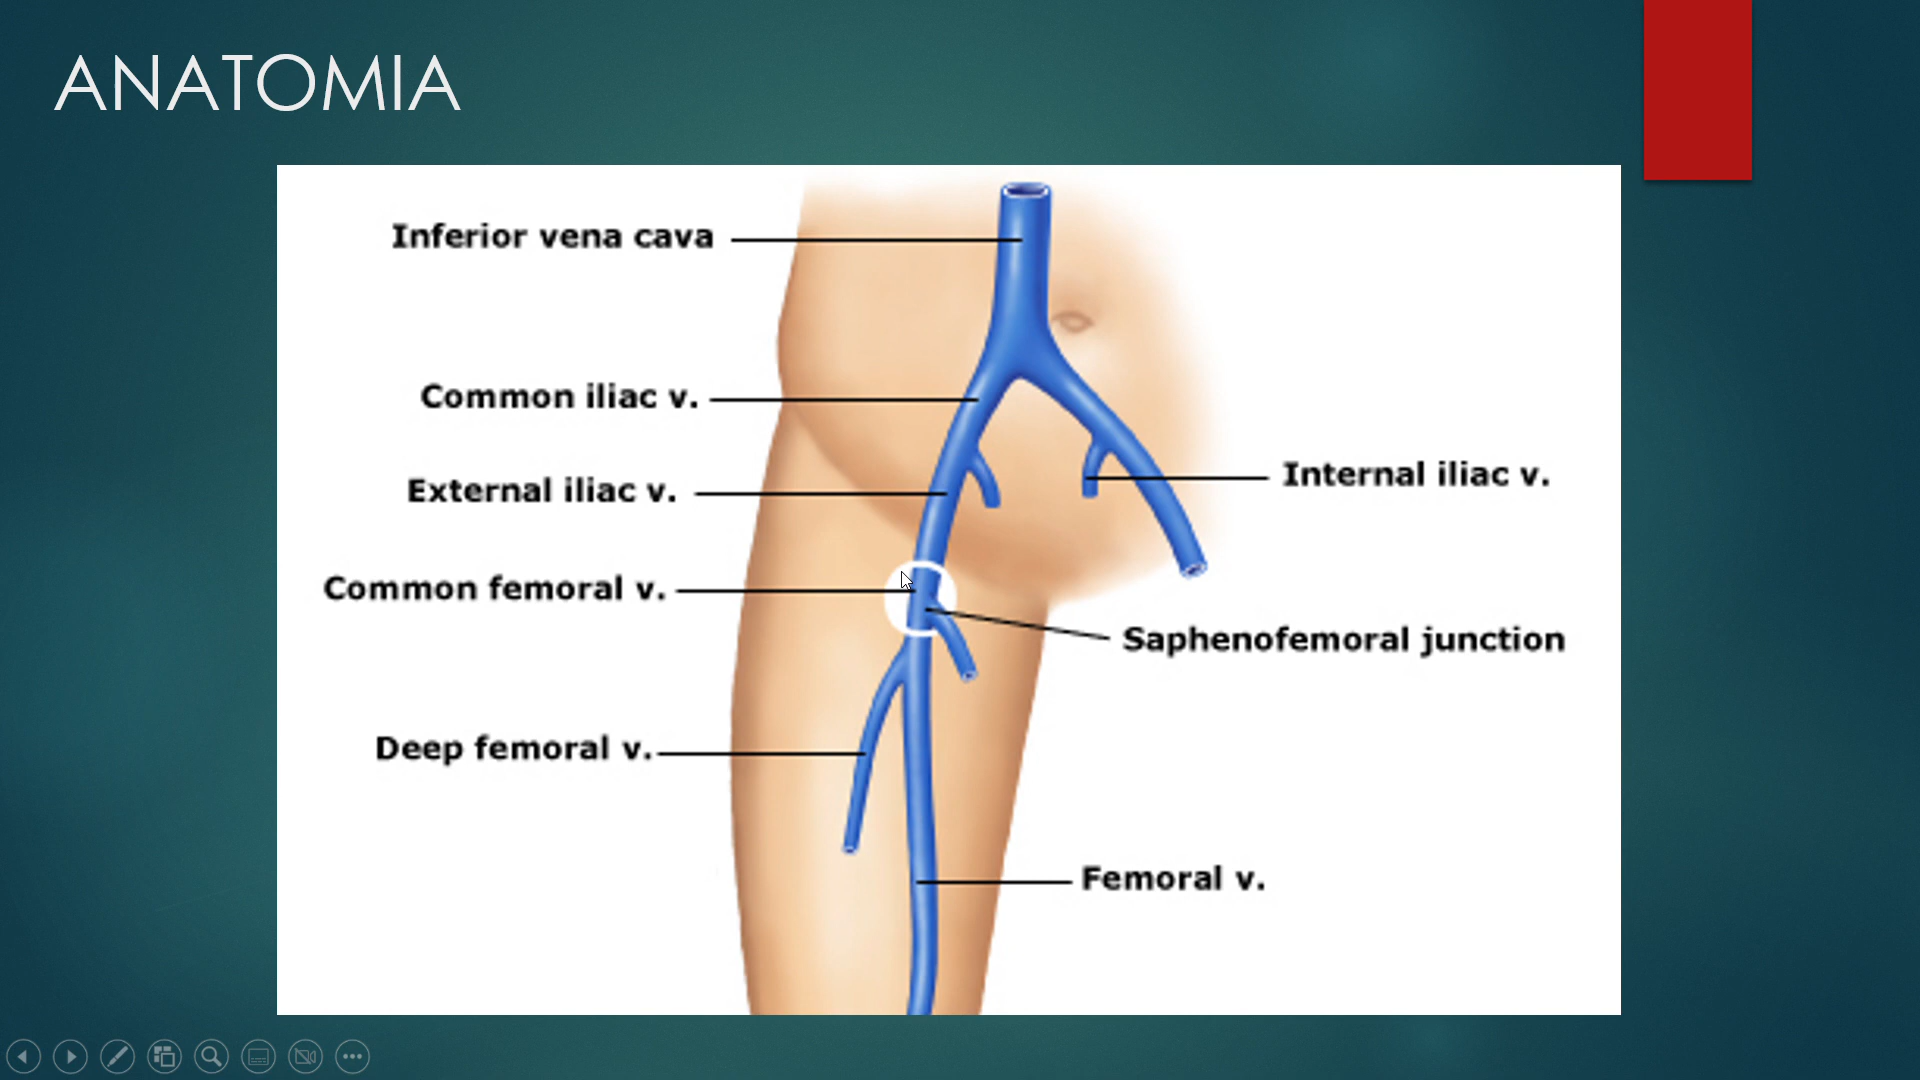 ANATOMIA
Inferior vena cava
Common iliac v.
Internal iliac v.
External iliac v.
Common femoral v.
Saphenofemoral junction
Deep femoral v.
Femoral v.